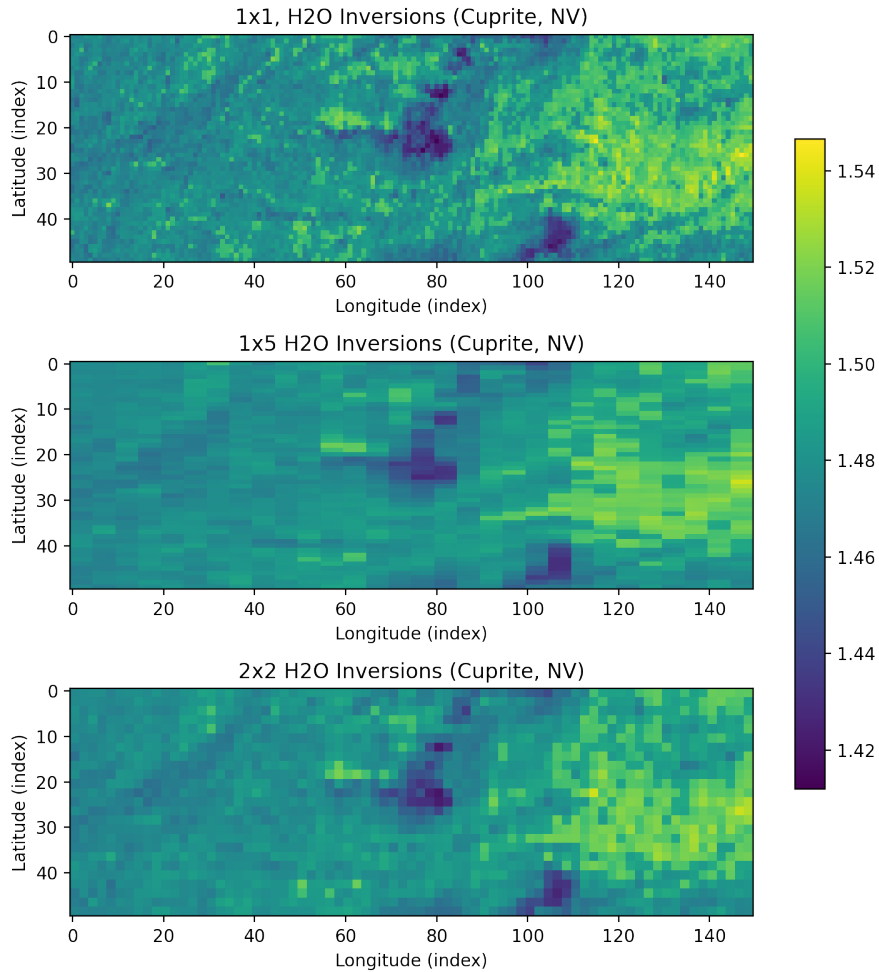 1x1, H2O Inversions (Cuprite, NV)
0
10
20
30
40
Latitude (index)
0 20 40 60 80 100 120 140
Longitude (index)
1x5 H2O Inversions (Cuprite, NV)
0
10
20
30
40
Latitude (index)
0 20 40 60 80 100 120 140
Longitude (index)
2x2 H2O Inversions (Cuprite, NV)
0
10
20
30
40
Latitude (index)
0 20 40 60 80 100 120 140
Longitude (index)
1.54
1.52
1.50
1.48
1.46
1.44
1.42